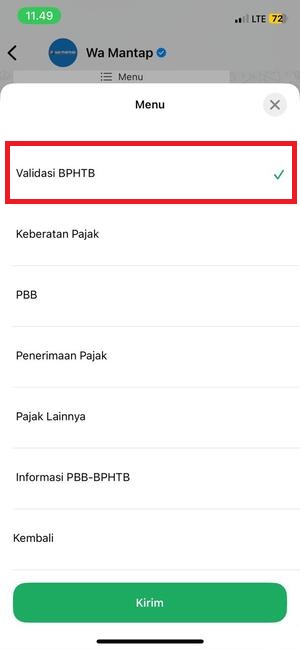 11.49
LTE 72
Wa Mantap
Menu
Menu
Validasi BPHTB
Keberatan Pajak
PBB
Penerimaan Pajak
Pajak Lainnya
Informasi PBB-BPHTB
Kembali
Kirim